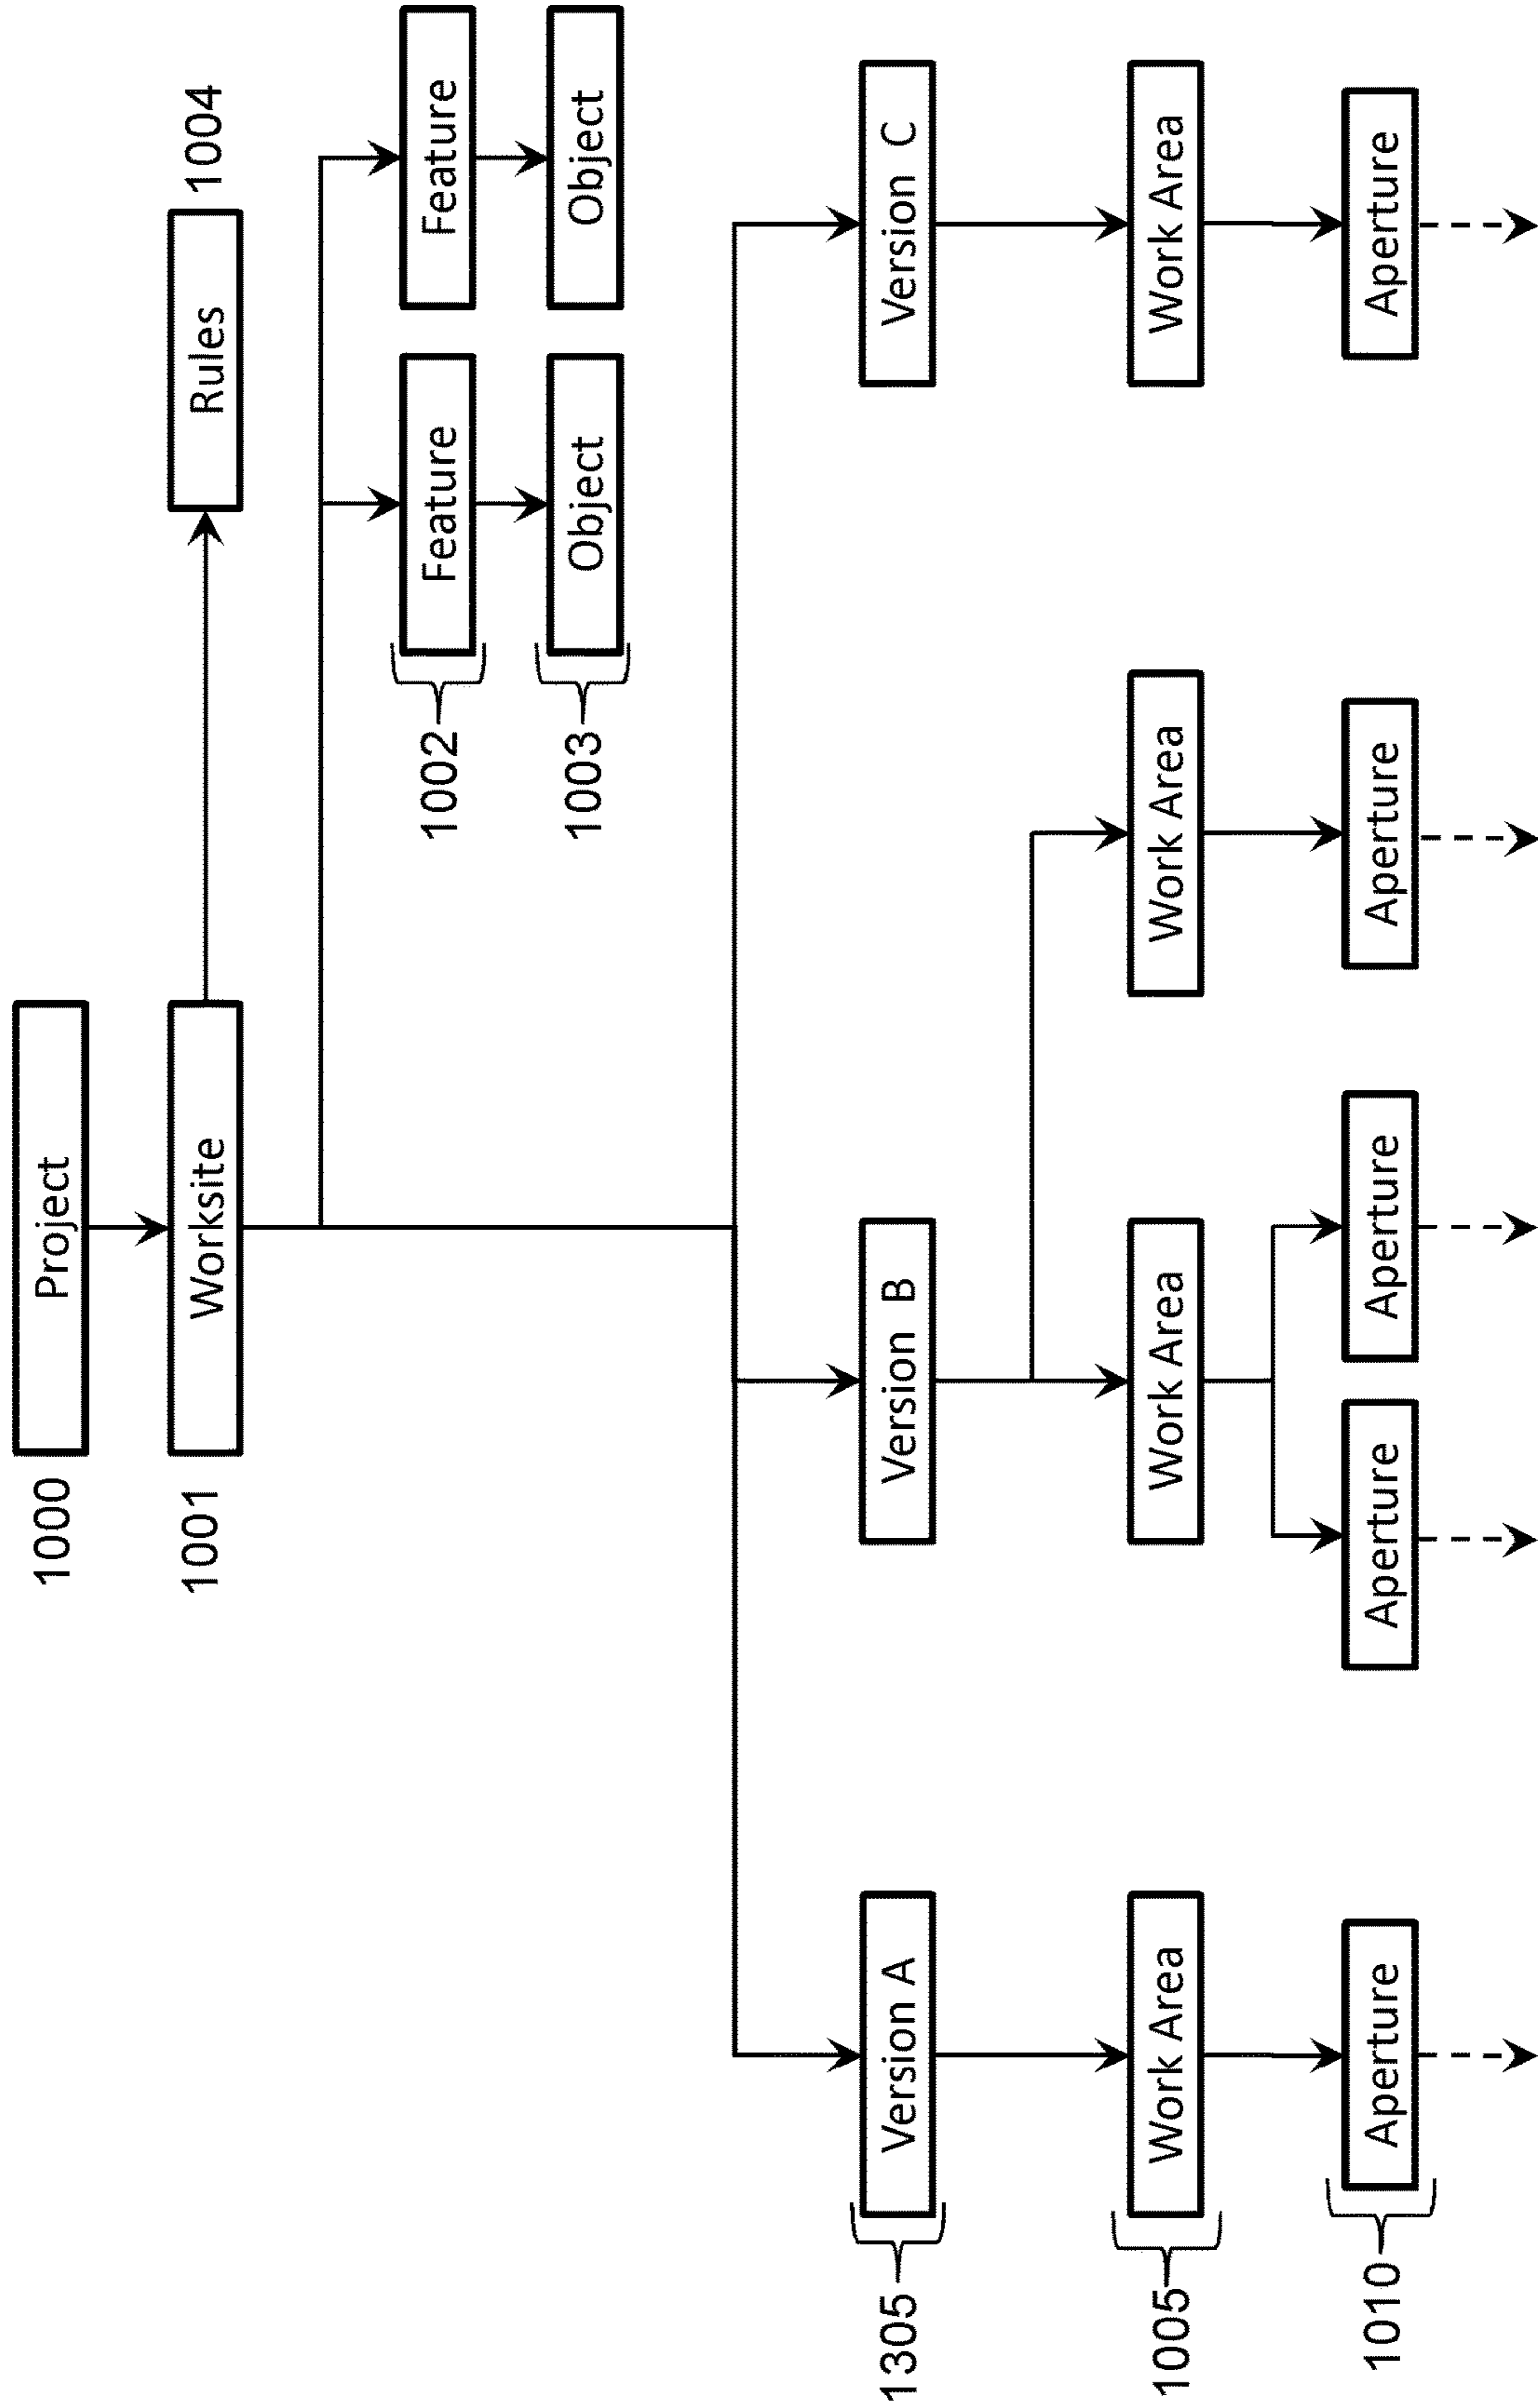 1000
Project
1001
Worksite
Rules
1004
1002
Feature
Feature
1003
Object
Object
1305
Version A
Version B
Version C
1005
Work Area
Work Area
Work Area
Work Area
1010
Aperture
Aperture
Aperture
Aperture
Aperture